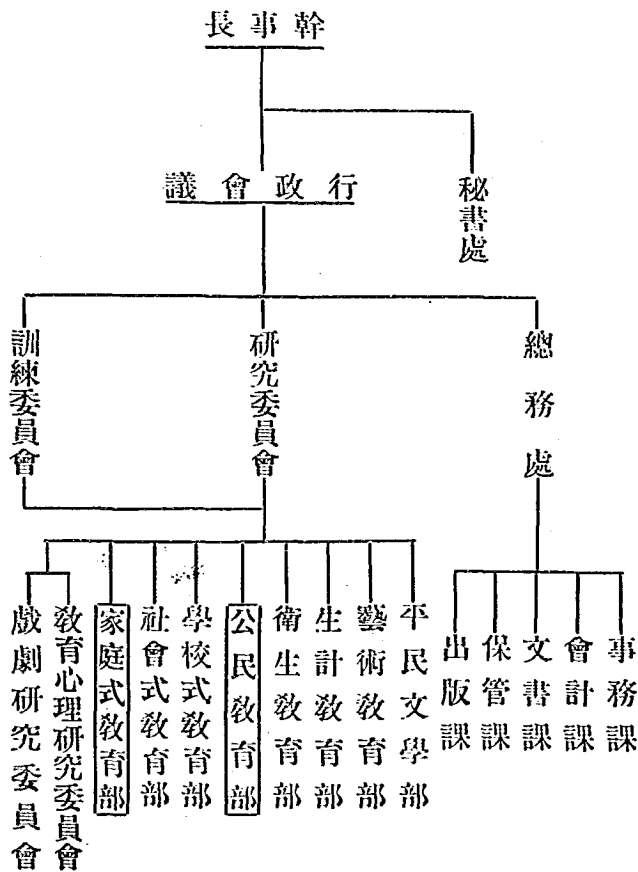 幹事長
行政會議
秘書處
總務處
研究委員會
訓練委員會
事務課
會計課
文書課
保管課
出版課
平民文學部
藝術教育部
生計教育部
衛生教育部
公民教育部
學校式教育部
社會式教育部
家庭式教育部
教育心理研究委員會
戲劇研究委員會